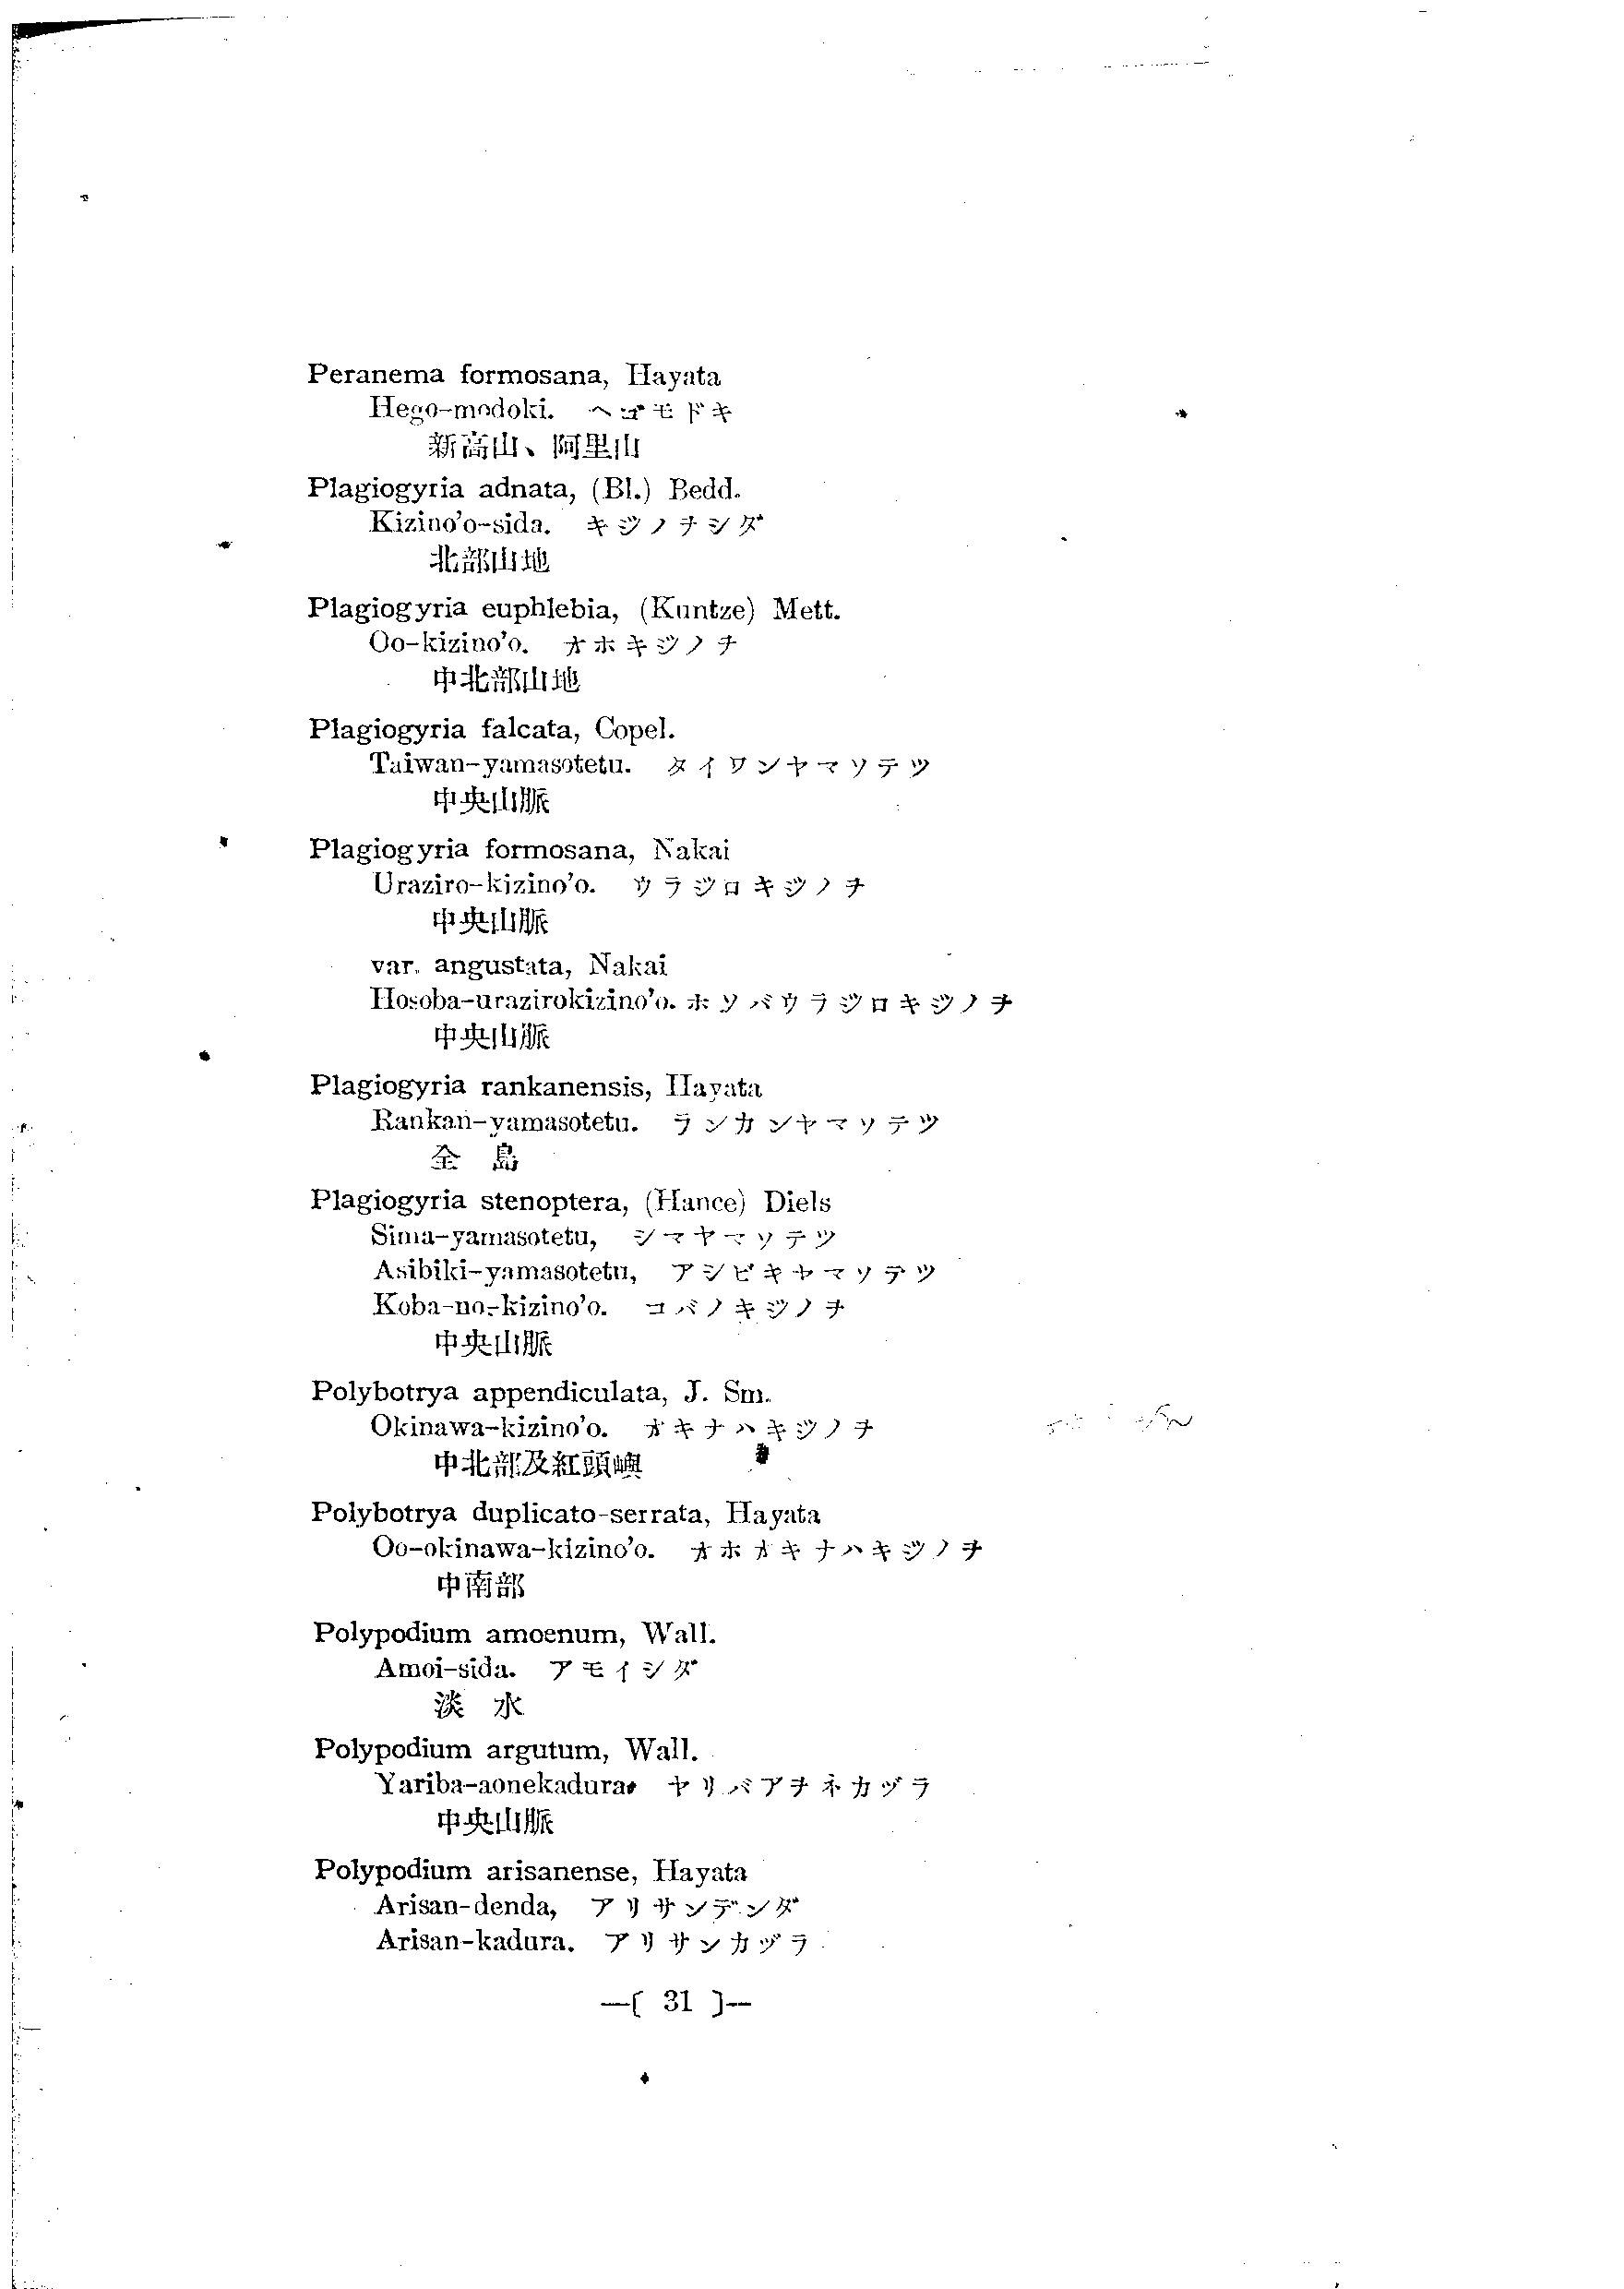 Peranema formosana, Hayata
Hego-modoki. ヘゴモドキ
新高山、阿里山
Plagiogyria adnata, (Bl.) Bedd.
Kizino'o-sida. キジノヲシダ
北部山地
Plagiogyria euphlebia, (Kuntze) Mett.
Oo-kizino'o. オホキジノヲ
中北部山地
Plagiogyria falcata, Copel.
Taiwan-yamasotetu. タイワンヤマソテツ
中央山脈
Plagiogyria formosana, Nakai
Uraziro-kizino'o. ウラジロキジノヲ
中央山脈
var. angustata, Nakai
Hosoba-urazirokizino'o. ホソバウラジロキジノヲ
中央山脈
Plagiogyria rankanensis, Hayata
Rankan-yamasotetu. ランカンヤマソテツ
全 島
Plagiogyria stenoptera, (Hance) Diels
Sima-yamasotetu, シマヤマソテツ
Asibiki-yamasotetu, アシビキヤマソテツ
Koba-no-kizino'o. コバノキジノヲ
中央山脈
Polybotrya appendiculata, J. Sm.
Okinawa-kizino'o. オキナハキジノヲ
中北部及紅頭嶼
Polybotrya duplicato-serrata, Hayata
Oo-okinawa-kizino'o. オホオキナハキジノヲ
中南部
Polypodium amoenum, Wall.
Amoi-sida. アモイシダ
淡 水
Polypodium argutum, Wall.
Yariba-aonekadura. ヤリバアヲネカヅラ
中央山脈
Polypodium arisanense, Hayata
Arisan-denda, アリサンデンダ
Arisan-kadura. アリサンカヅラ
—( 31 )—